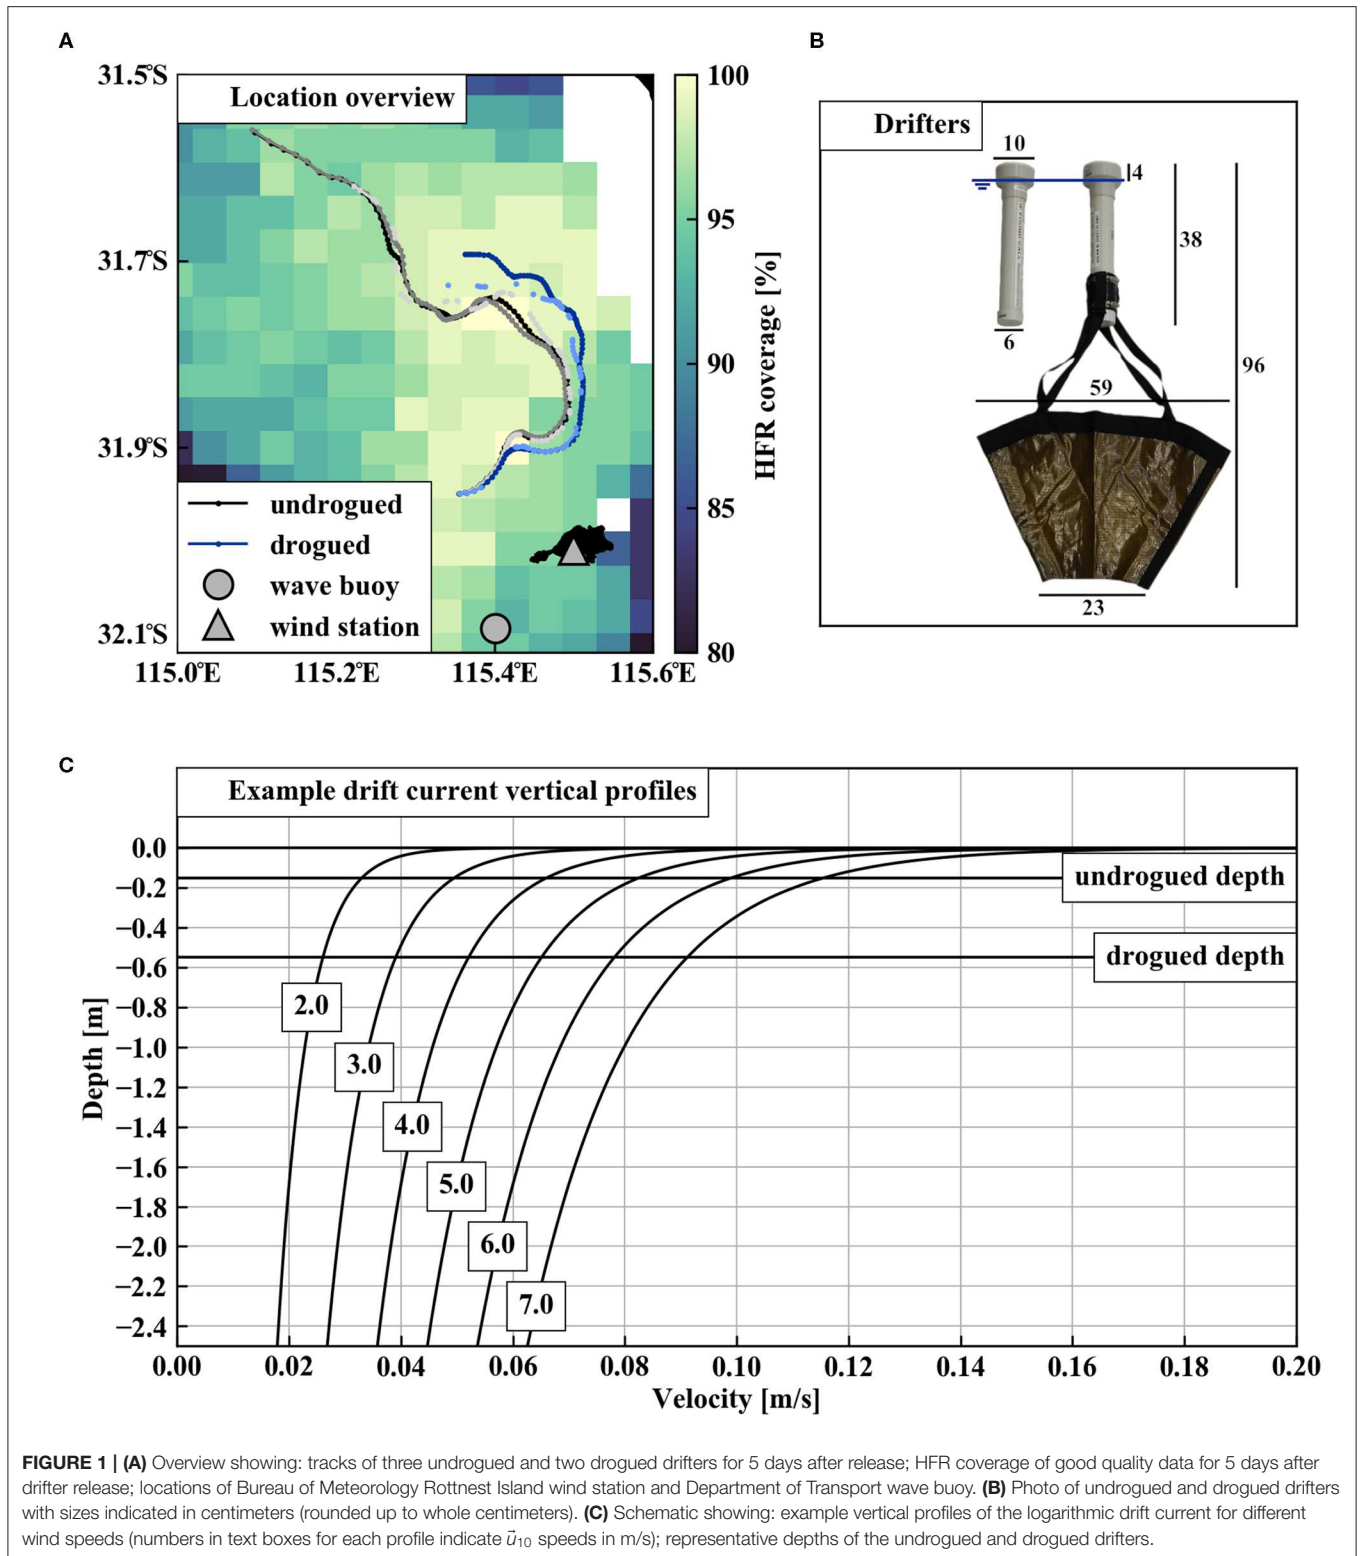 A
Location overview
31.5°S
31.7°S
31.9°S
32.1°S
115.0°E
115.2°E
115.4°E
115.6°E
undrogued
drogued
wave buoy
wind station
100
95
90
85
80
HFR coverage [%]
B
Drifters
10
4
38
6
96
59
23
C
Example drift current vertical profiles
0.0
−0.2
−0.4
−0.6
−0.8
−1.0
−1.2
−1.4
−1.6
−1.8
−2.0
−2.2
−2.4
Depth [m]
undrogued depth
drogued depth
2.0
3.0
4.0
5.0
6.0
7.0
0.00
0.02
0.04
0.06
0.08
0.10
0.12
0.14
0.16
0.18
0.20
Velocity [m/s]
FIGURE 1 | (A) Overview showing: tracks of three undrogued and two drogued drifters for 5 days after release; HFR coverage of good quality data for 5 days after
drifter release; locations of Bureau of Meteorology Rottnest Island wind station and Department of Transport wave buoy. (B) Photo of undrogued and drogued drifters
with sizes indicated in centimeters (rounded up to whole centimeters). (C) Schematic showing: example vertical profiles of the logarithmic drift current for different
wind speeds (numbers in text boxes for each profile indicate u⃗₁₀ speeds in m/s); representative depths of the undrogued and drogued drifters.